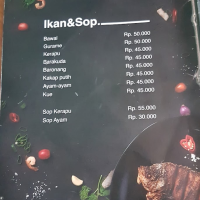 Ikan&Sop.
Bawal Rp. 50.000
Gurame Rp. 50.000
Kerapu Rp. 45.000
Barakuda Rp. 45.000
Baronang Rp. 45.000
Kakap putih Rp. 45.000
Ayam-ayam Rp. 45.000
Kue Rp. 45.000
Sop Kerapu Rp. 55.000
Sop Ayam Rp. 30.000